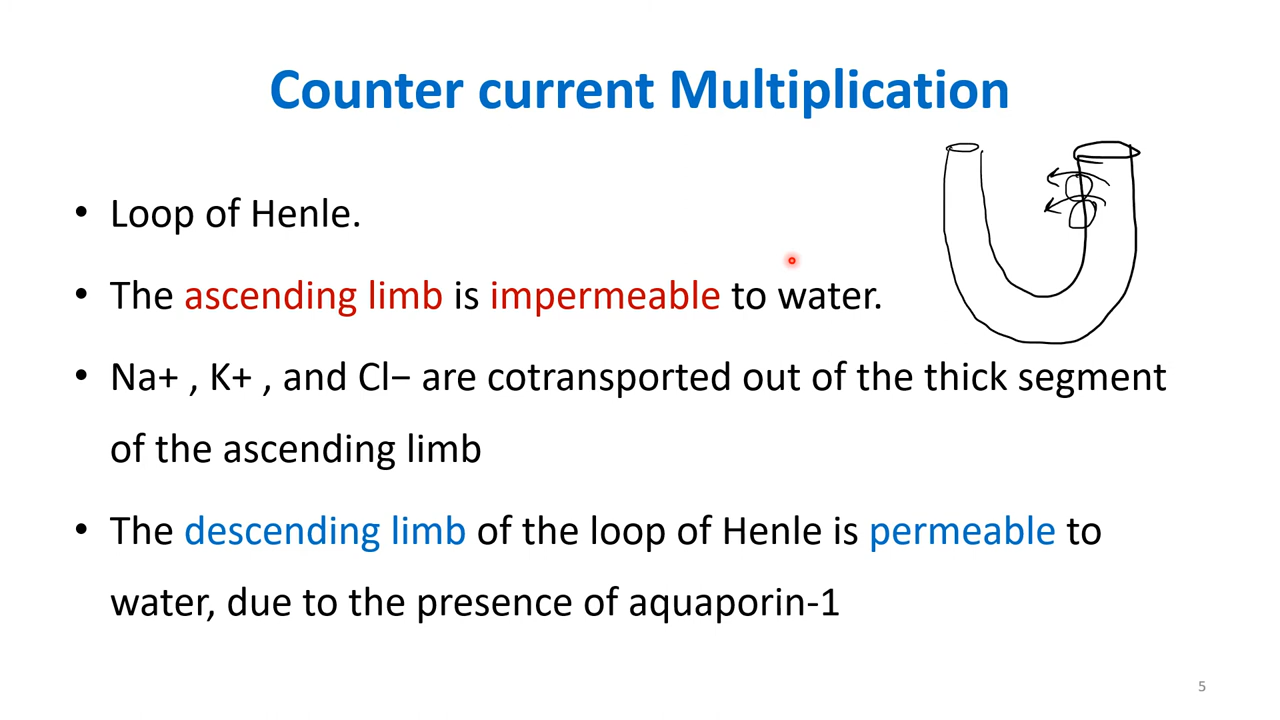 Counter current Multiplication
• Loop of Henle.
• The ascending limb is impermeable to water.
• Na+ , K+ , and Cl− are cotransported out of the thick segment
of the ascending limb
• The descending limb of the loop of Henle is permeable to
water, due to the presence of aquaporin-1
5